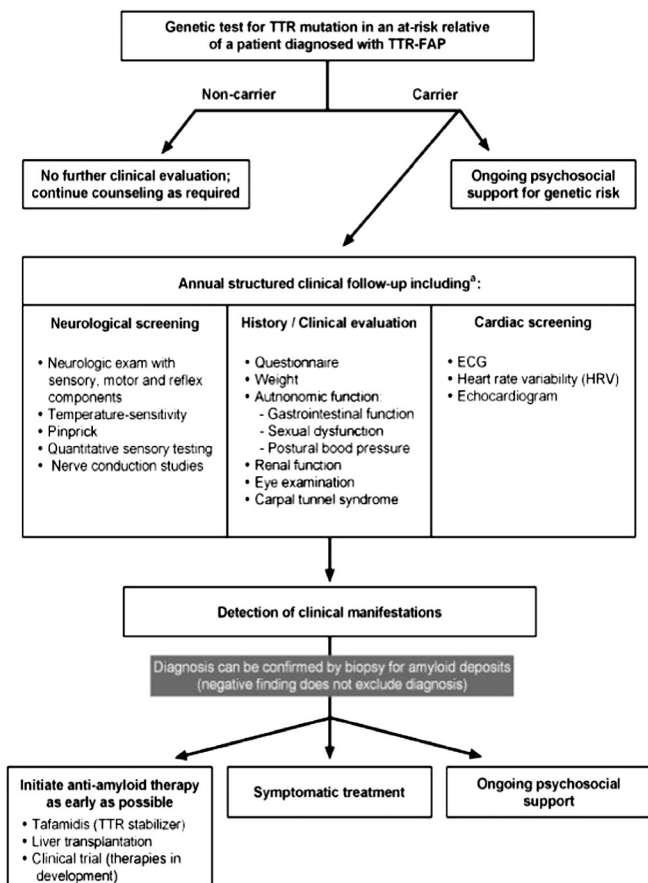 Genetic test for TTR mutation in an at-risk relative
of a patient diagnosed with TTR-FAP
Non-carrier
Carrier
No further clinical evaluation;
continue counseling as required
Ongoing psychosocial
support for genetic risk
Annual structured clinical follow-up includingᵃ:
Neurological screening
• Neurologic exam with
sensory, motor and reflex
components
• Temperature-sensitivity
• Pinprick
• Quantitative sensory testing
• Nerve conduction studies
History / Clinical evaluation
• Questionnaire
• Weight
• Autnonomic function:
- Gastrointestinal function
- Sexual dysfunction
- Postural bood pressure
• Renal function
• Eye examination
• Carpal tunnel syndrome
Cardiac screening
• ECG
• Heart rate variability (HRV)
• Echocardiogram
Detection of clinical manifestations
Diagnosis can be confirmed by biopsy for amyloid deposits
(negative finding does not exclude diagnosis)
Initiate anti-amyloid therapy
as early as possible
• Tafamidis (TTR stabilizer)
• Liver transplantation
• Clinical trial (therapies in
development)
Symptomatic treatment
Ongoing psychosocial
support